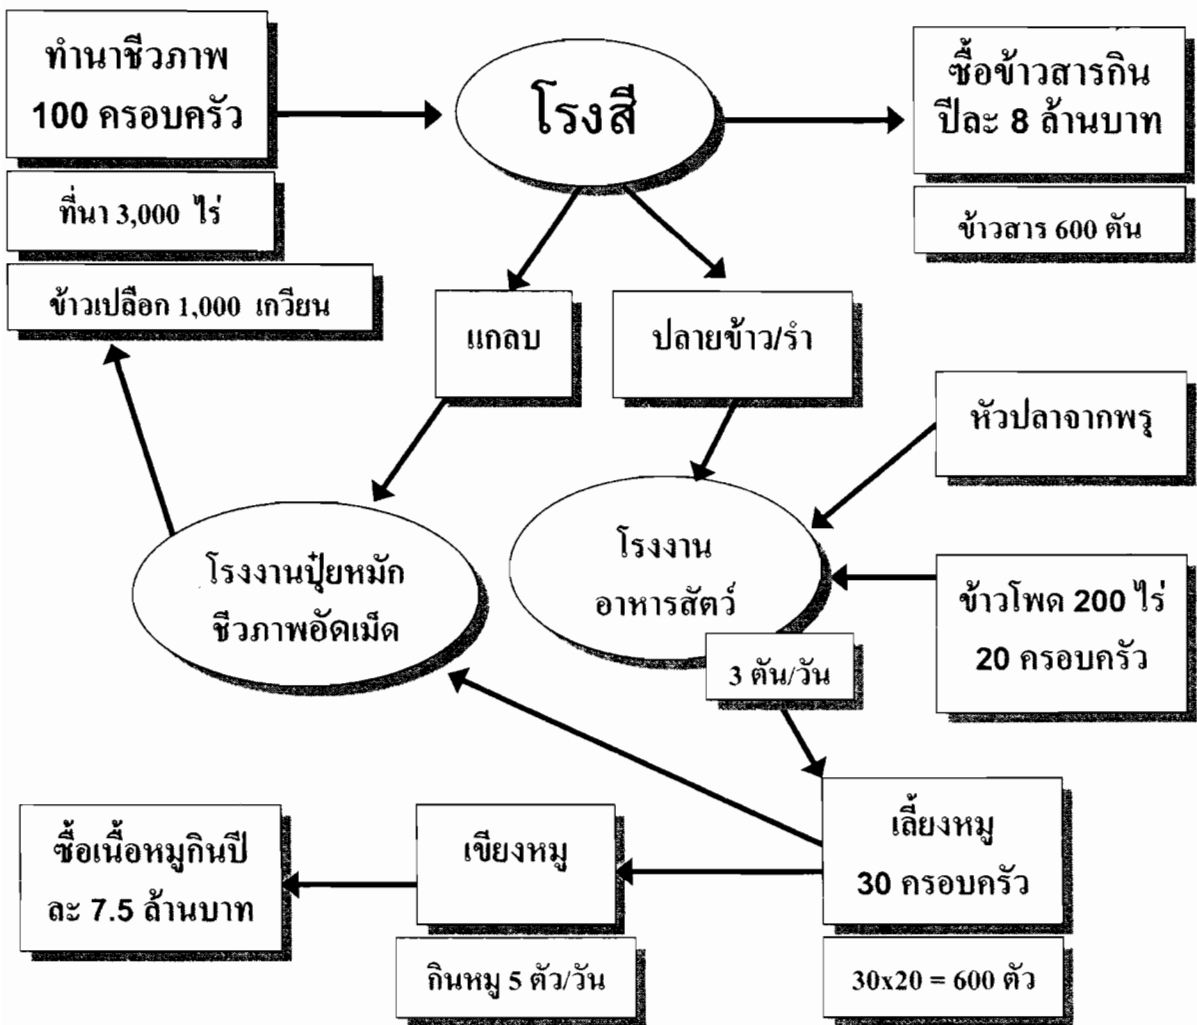 ทำนาชีวภาพ
100 ครอบครัว
ที่นา 3,000 ไร่
ข้าวเปลือก 1,000 เกวียน
โรงสี
ซื้อข้าวสารกิน
ปีละ 8 ล้านบาท
ข้าวสาร 600 ตัน
แกลบ
ปลายข้าว/รำ
หัวปลาจากพรุ
โรงงานปุ๋ยหมัก
ชีวภาพอัดเม็ด
โรงงาน
อาหารสัตว์
3 ตัน/วัน
ข้าวโพด 200 ไร่
20 ครอบครัว
ซื้อเนื้อหมูกินปี
ละ 7.5 ล้านบาท
เขียงหมู
กินหมู 5 ตัว/วัน
เลี้ยงหมู
30 ครอบครัว
30x20 = 600 ตัว